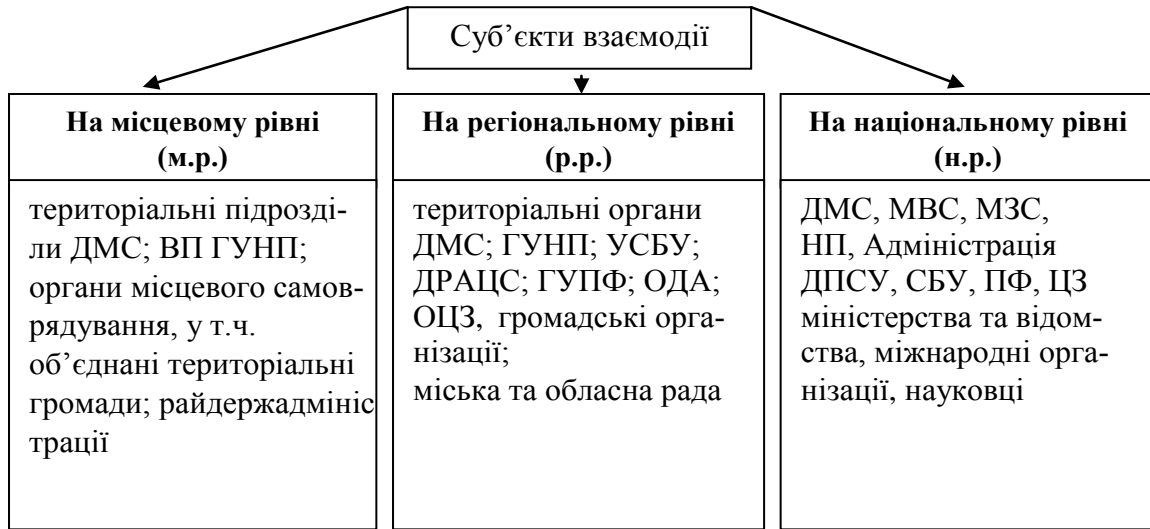 Суб’єкти взаємодії
На місцевому рівні
(м.р.)
територіальні підрозді-
ли ДМС; ВП ГУНП;
органи місцевого самов-
рядування, у т.ч.
об’єднані територіальні
громади; райдержадмініс
трації
На регіональному рівні
(р.р.)
територіальні органи
ДМС; ГУНП; УСБУ;
ДРАЦС; ГУПФ; ОДА;
ОЦЗ, громадські орга-
нізації;
міська та обласна рада
На національному рівні
(н.р.)
ДМС, МВС, МЗС,
НП, Адміністрація
ДПСУ, СБУ, ПФ, ЦЗ
міністерства та відом-
ства, міжнародні орга-
нізації, науковці